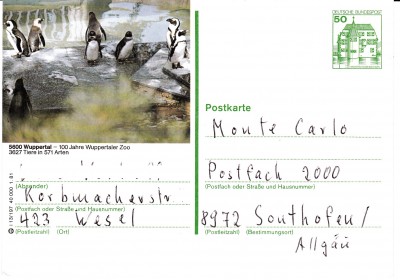 DEUTSCHE BUNDESPOST
50
5600 Wuppertal – 100 Jahre Wuppertaler Zoo
3627 Tiere in 571 Arten
(Absender)
Korbmacherstr
(Postfach oder Straße und Hausnummer)
423 Wesel
(Postleitzahl) (Ort)
Postkarte
Monte Carlo
Postfach 2000
(Postfach oder Straße und Hausnummer)
8972 Sonthofen/
(Postleitzahl) (Bestimmungsort)
Allgäu